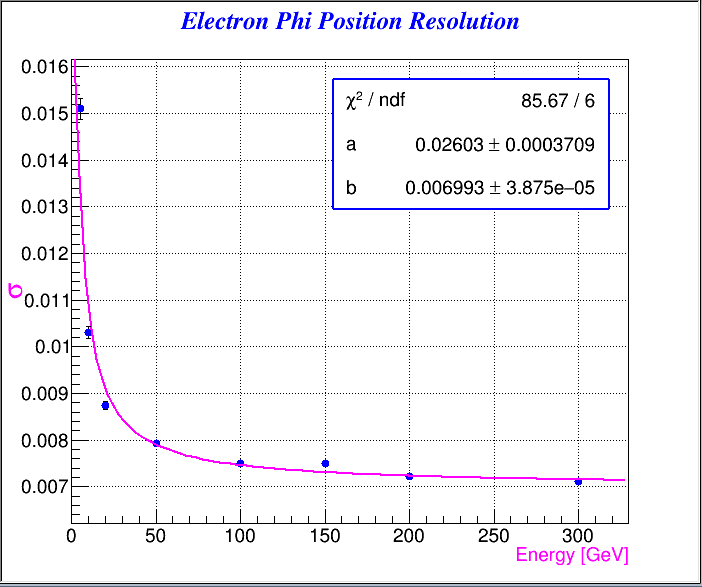 Electron Phi Position Resolution
χ² / ndf 85.67 / 6
a 0.02603 ± 0.0003709
b 0.006993 ± 3.875e−05
0.016
0.015
0.014
0.013
0.012
0.011
0.01
0.009
0.008
0.007
σ
0 50 100 150 200 250 300
Energy [GeV]